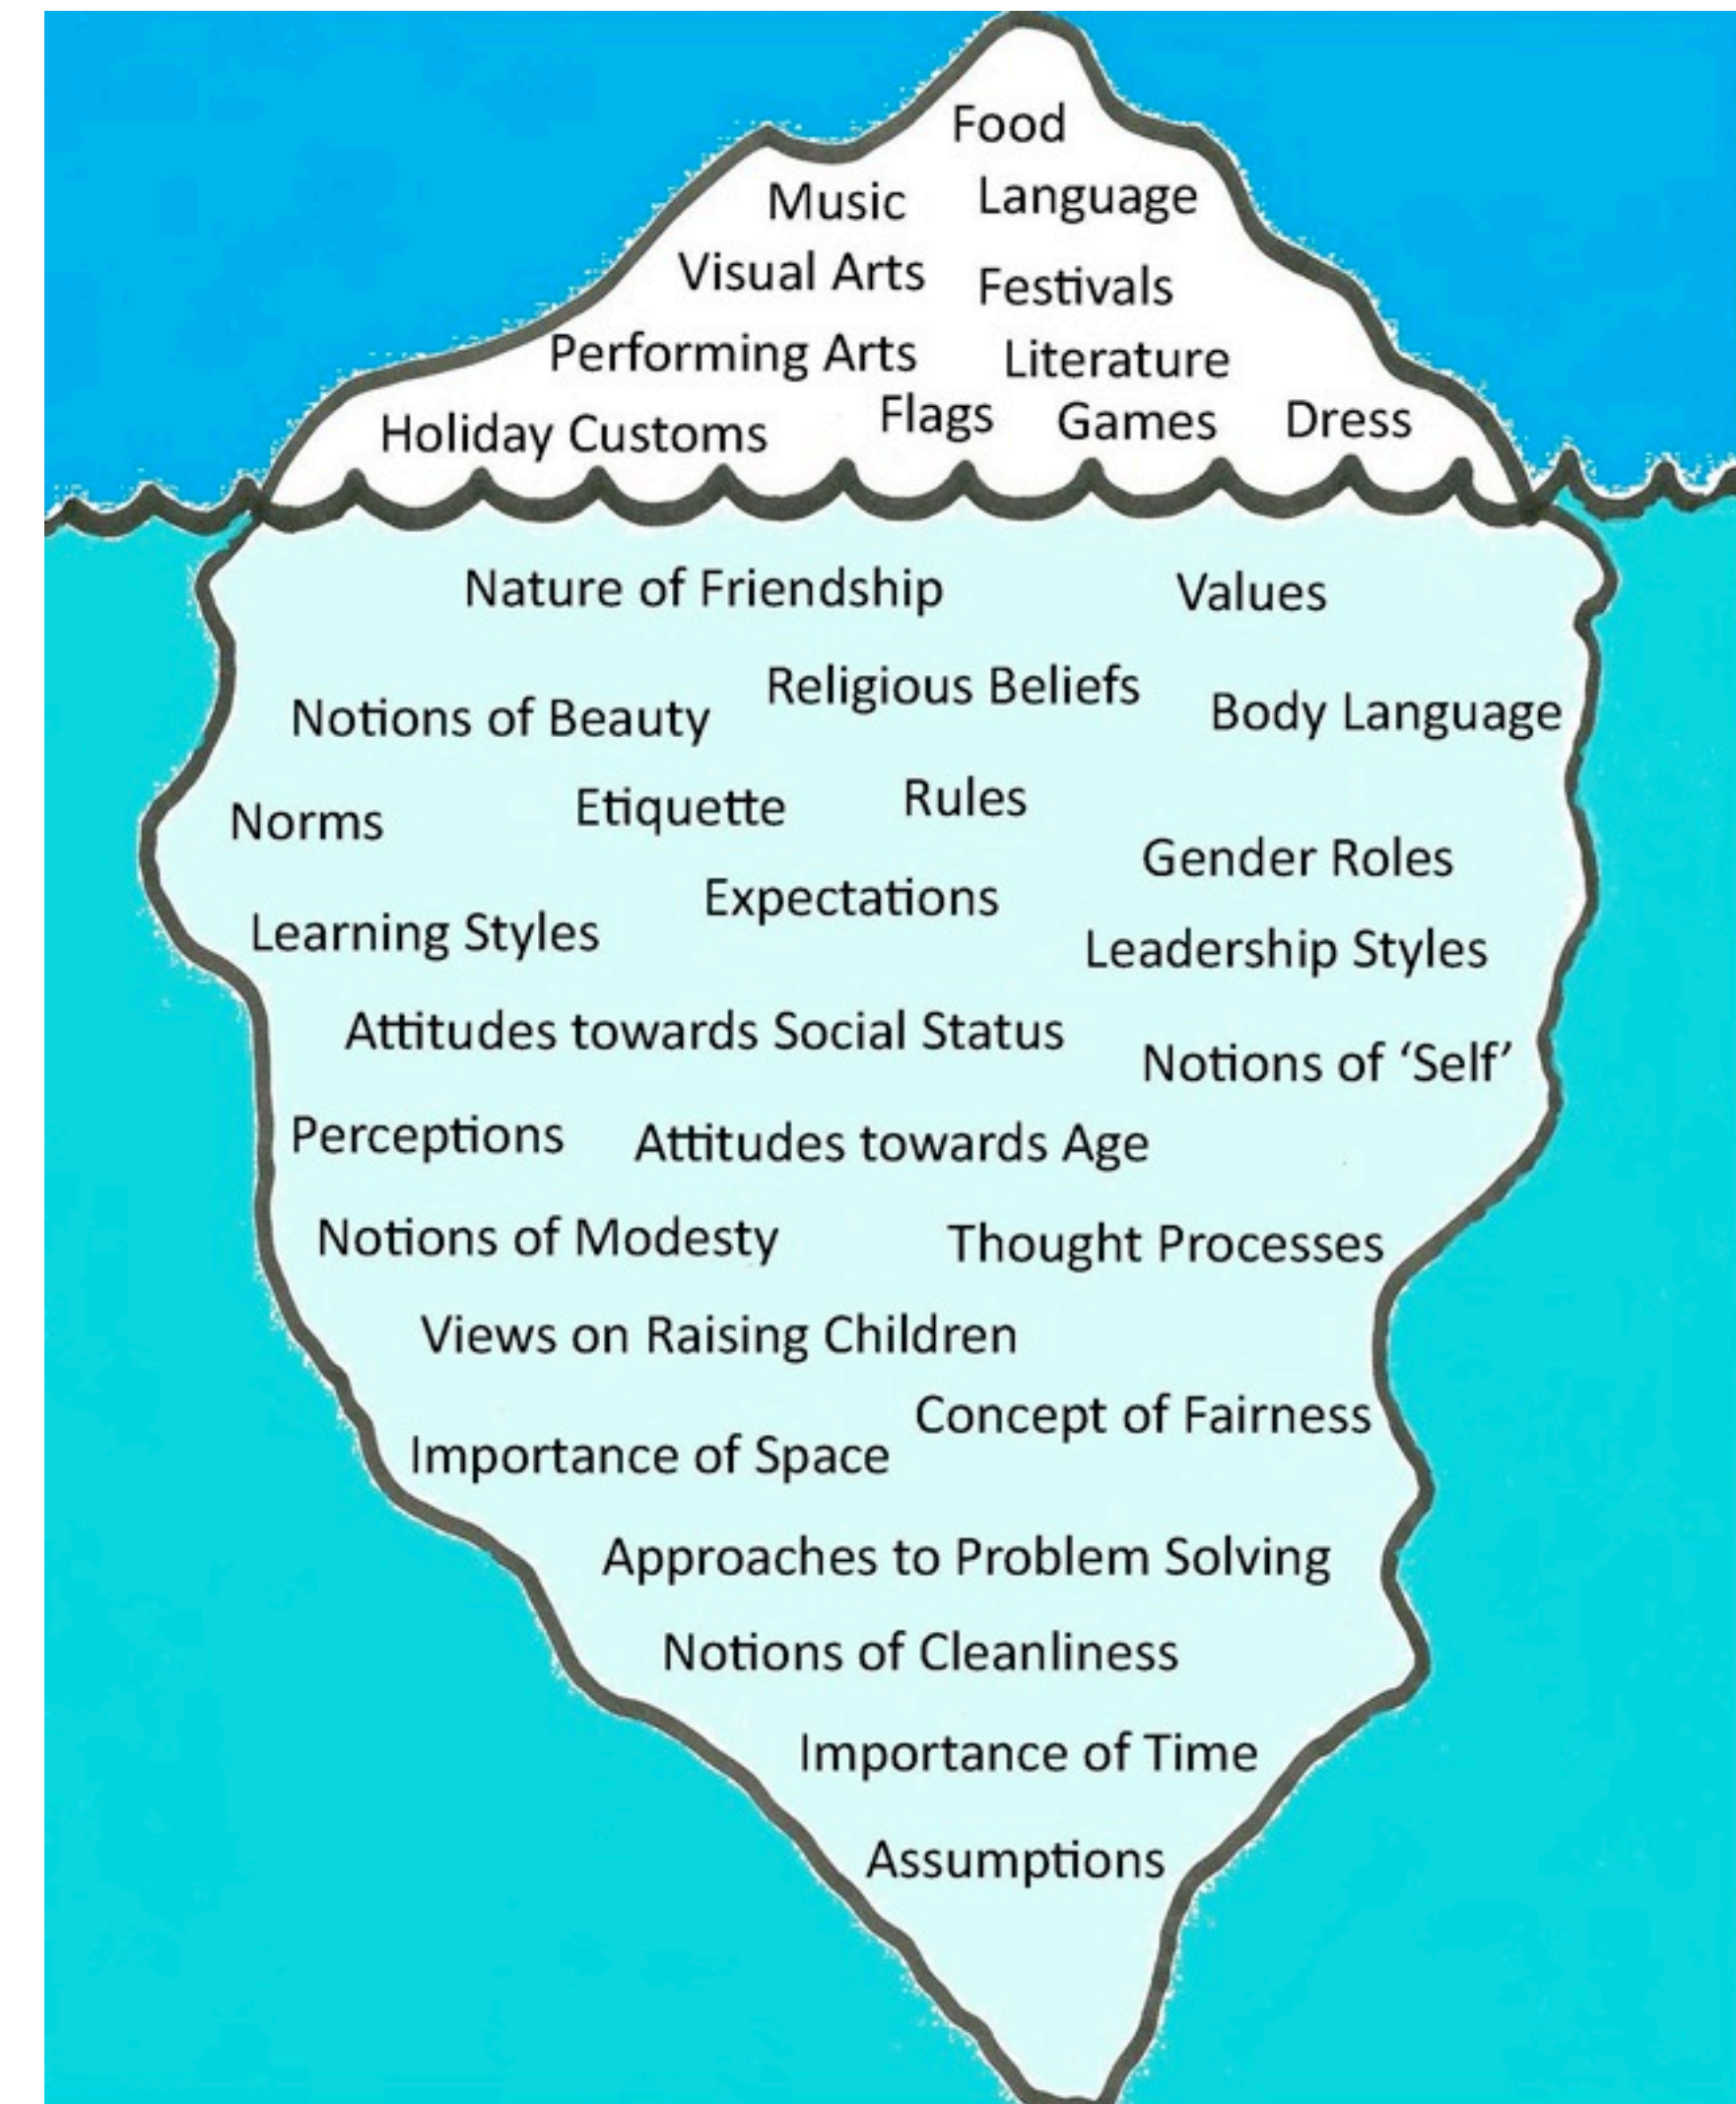 Food
Music Language
Visual Arts Festivals
Performing Arts Literature
Holiday Customs Flags Games Dress
Nature of Friendship Values
Notions of Beauty Religious Beliefs Body Language
Norms Etiquette Rules
Gender Roles
Learning Styles Expectations
Leadership Styles
Attitudes towards Social Status
Notions of ‘Self’
Perceptions Attitudes towards Age
Notions of Modesty Thought Processes
Views on Raising Children
Concept of Fairness
Importance of Space
Approaches to Problem Solving
Notions of Cleanliness
Importance of Time
Assumptions